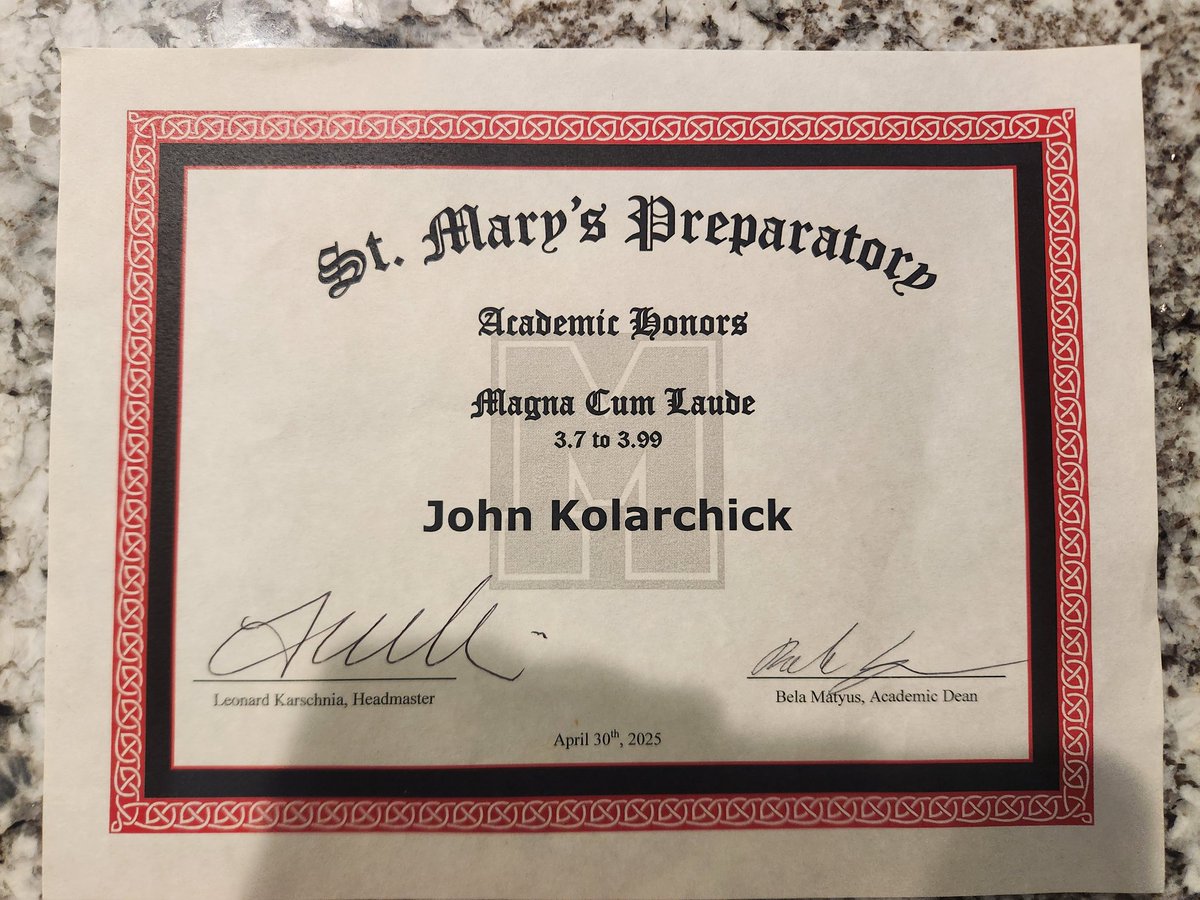 St. Mary's Preparatory
Academic Honors
Magna Cum Laude
3.7 to 3.99
John Kolarchick
Leonard Karschnia, Headmaster
Bela Matyus, Academic Dean
April 30th, 2025